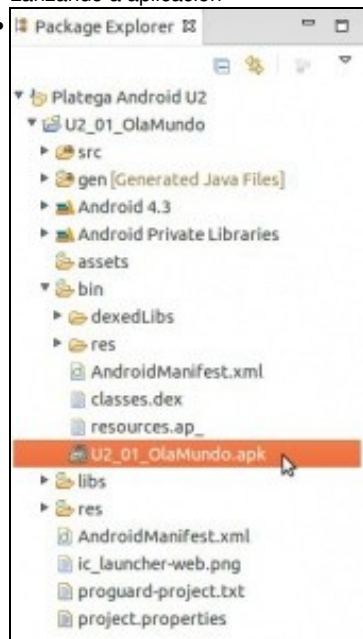 Package Explorer
Platega Android U2
U2_01_OlaMundo
src
gen [Generated Java Files]
Android 4.3
Android Private Libraries
assets
bin
dexedLibs
res
AndroidManifest.xml
classes.dex
resources.ap_
U2_01_OlaMundo.apk
libs
res
AndroidManifest.xml
ic_launcher-web.png
proguard-project.txt
project.properties